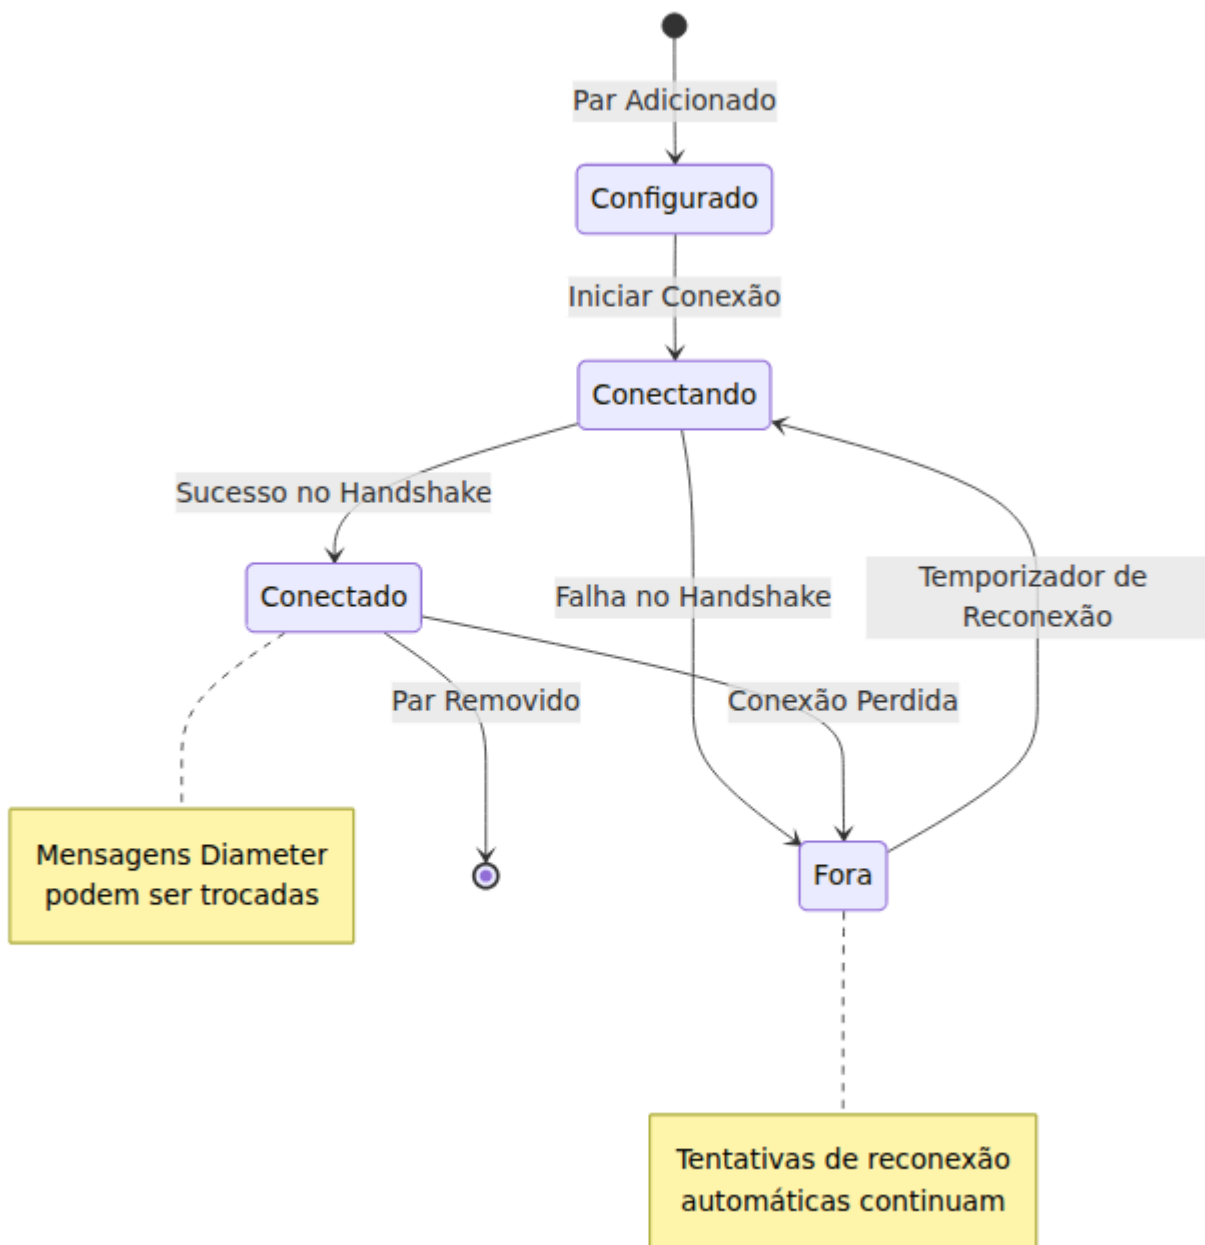 Par Adicionado
Configurado
Iniciar Conexão
Conectando
Sucesso no Handshake
Conectado
Falha no Handshake
Temporizador de
Reconexão
Par Removido
Conexão Perdida
Mensagens Diameter
podem ser trocadas
Fora
Tentativas de reconexão
automáticas continuam